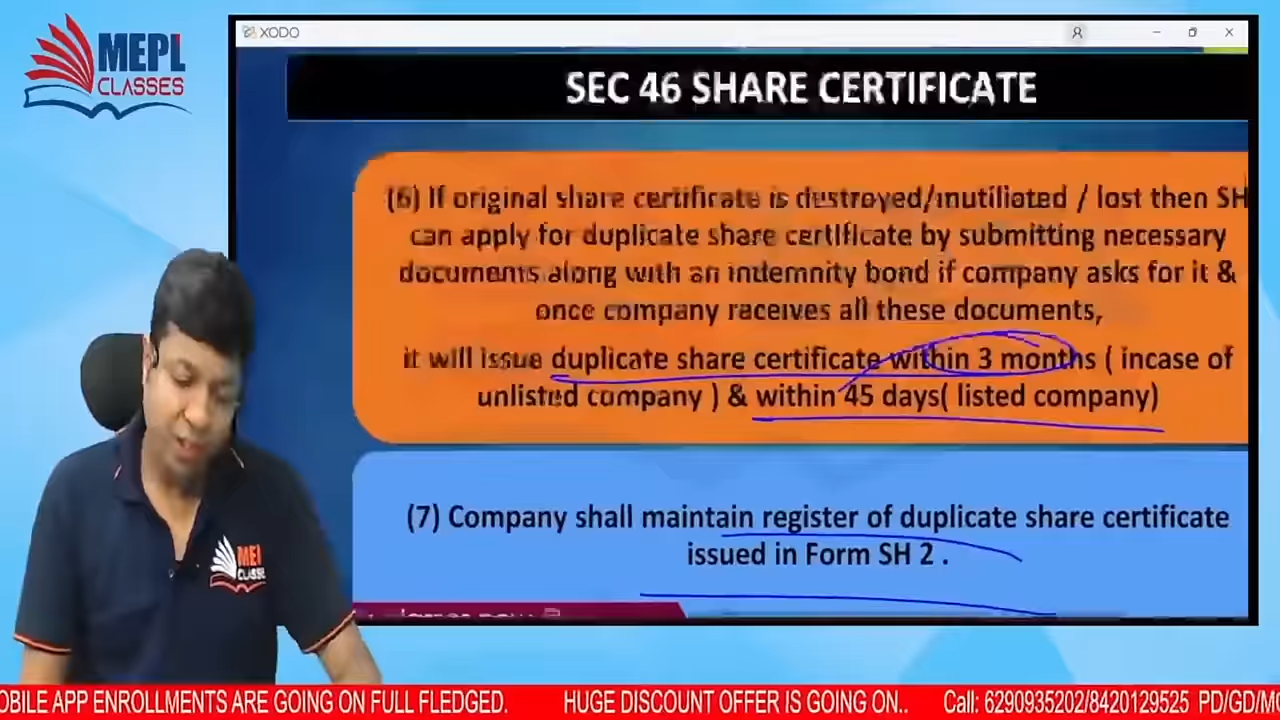 MEPL
CLASSES
XODO
SEC 46 SHARE CERTIFICATE
(6) If original share certificate is destroyed/mutiliated / lost then SH
can apply for duplicate share certificate by submitting necessary
documents along with an indemnity bond if company asks for it &
once company receives all these documents,
it will issue duplicate share certificate within 3 months ( incase of
unlisted company ) & within 45 days( listed company)
(7) Company shall maintain register of duplicate share certificate
issued in Form SH 2 .
MEPL
CLASSE
OBILE APP ENROLLMENTS ARE GOING ON FULL FLEDGED. HUGE DISCOUNT OFFER IS GOING ON.. Call: 6290935202/8420129525 PD/GD/MO